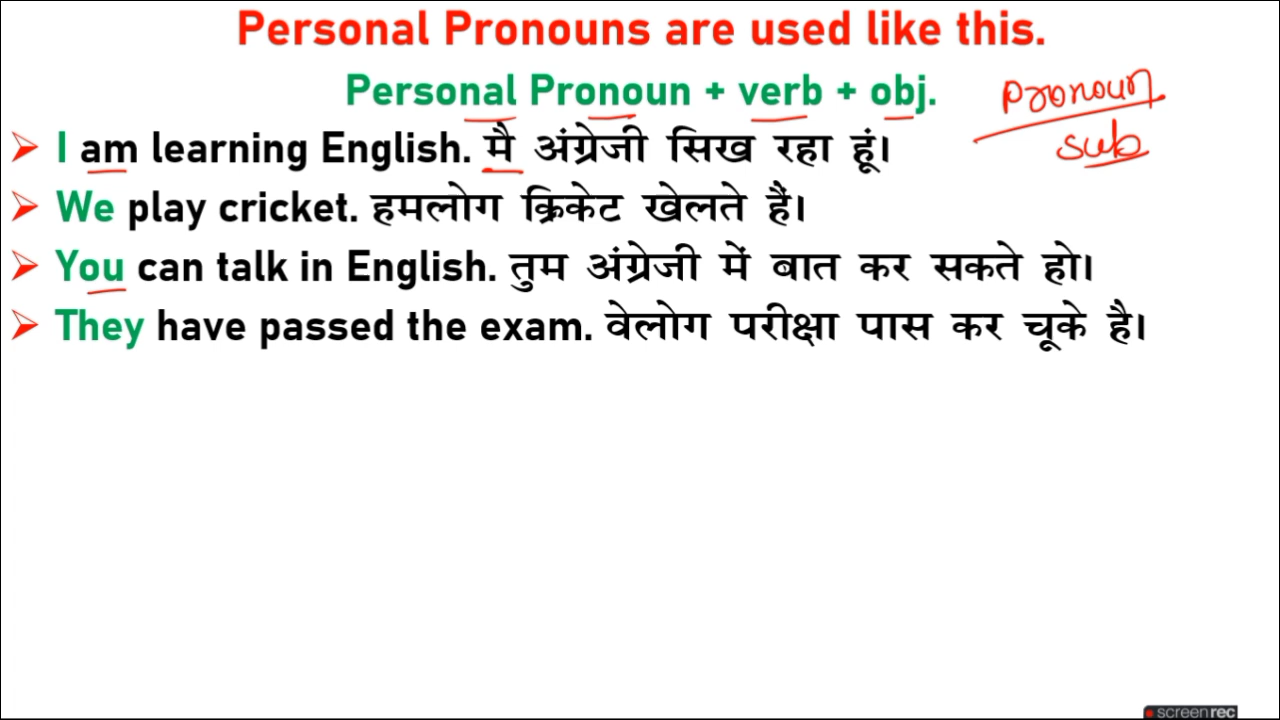 Personal Pronouns are used like this.
Personal Pronoun + verb + obj.
Pronoun
sub
I am learning English. मै अंग्रेजी सिख रहा हूं।
We play cricket. हमलोग क्रिकेट खेलते हैं।
You can talk in English. तुम अंग्रेजी में बात कर सकते हो।
They have passed the exam. वेलोग परीक्षा पास कर चूके है।
screenrec